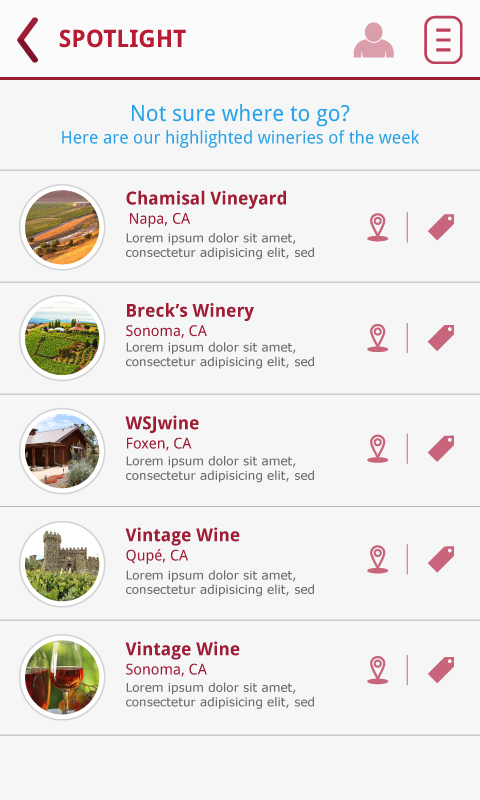 SPOTLIGHT
Not sure where to go?
Here are our highlighted wineries of the week
Chamisal Vineyard
Napa, CA
Lorem ipsum dolor sit amet,
consectetur adipisicing elit, sed
Breck’s Winery
Sonoma, CA
Lorem ipsum dolor sit amet,
consectetur adipisicing elit, sed
WSJwine
Foxen, CA
Lorem ipsum dolor sit amet,
consectetur adipisicing elit, sed
Vintage Wine
Qupé, CA
Lorem ipsum dolor sit amet,
consectetur adipisicing elit, sed
Vintage Wine
Sonoma, CA
Lorem ipsum dolor sit amet,
consectetur adipisicing elit, sed